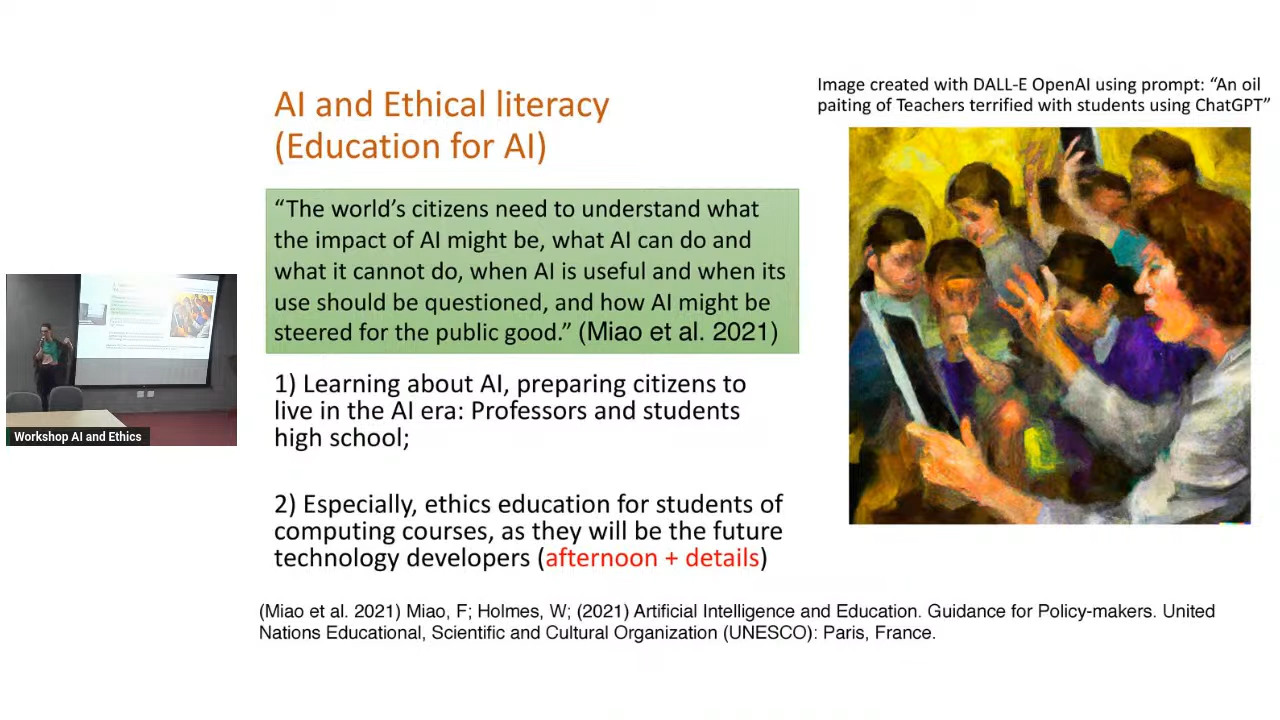 AI and Ethical literacy
(Education for AI)
Image created with DALL-E OpenAI using prompt: “An oil
paiting of Teachers terrified with students using ChatGPT”
“The world’s citizens need to understand what
the impact of AI might be, what AI can do and
what it cannot do, when AI is useful and when its
use should be questioned, and how AI might be
steered for the public good.” (Miao et al. 2021)
1) Learning about AI, preparing citizens to
live in the AI era: Professors and students
high school;
2) Especially, ethics education for students of
computing courses, as they will be the future
technology developers (afternoon + details)
Workshop AI and Ethics
(Miao et al. 2021) Miao, F; Holmes, W; (2021) Artificial Intelligence and Education. Guidance for Policy-makers. United
Nations Educational, Scientific and Cultural Organization (UNESCO): Paris, France.